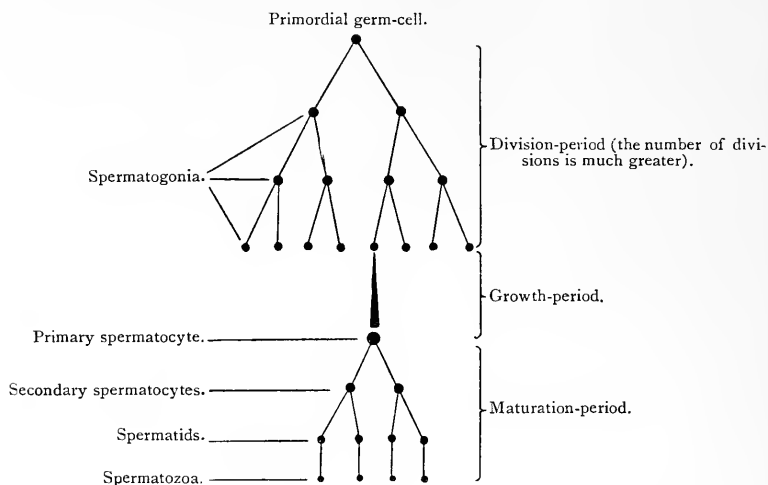 Primordial germ-cell.
Division-period (the number of divi-
sions is much greater).
Spermatogonia.
Growth-period.
Primary spermatocyte.
Secondary spermatocytes.
Maturation-period.
Spermatids.
Spermatozoa.